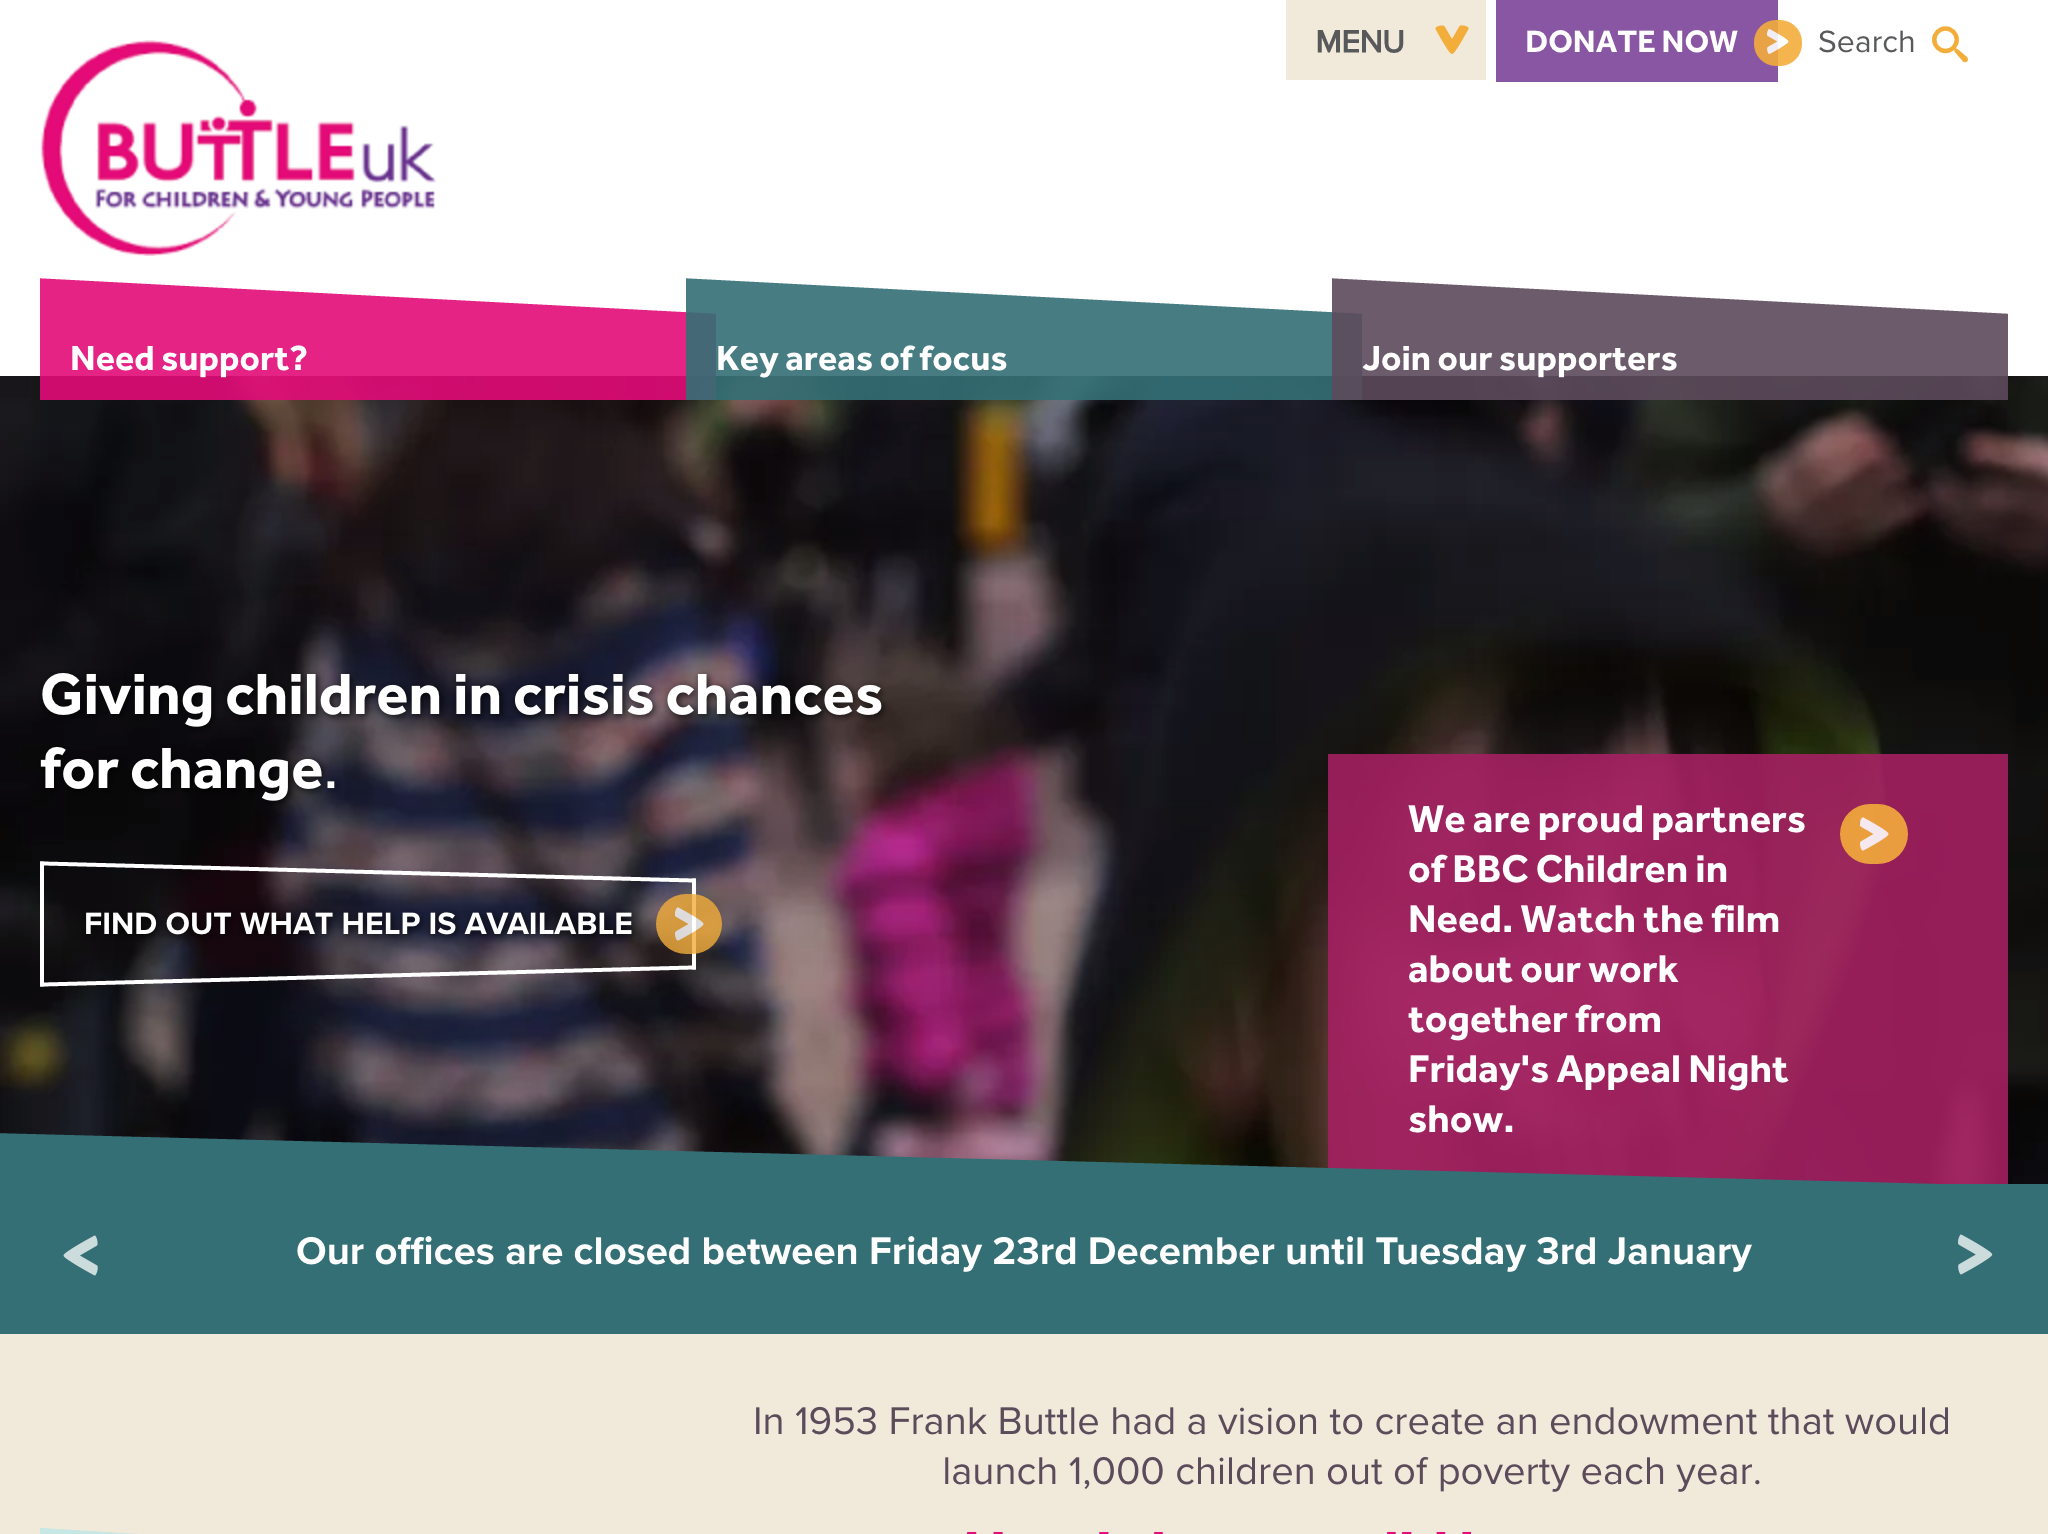 MENU
DONATE NOW
Search
BUTTLE uk
FOR CHILDREN & YOUNG PEOPLE
Need support?
Key areas of focus
Join our supporters
Giving children in crisis chances
for change.
FIND OUT WHAT HELP IS AVAILABLE
We are proud partners
of BBC Children in
Need. Watch the film
about our work
together from
Friday's Appeal Night
show.
Our offices are closed between Friday 23rd December until Tuesday 3rd January
In 1953 Frank Buttle had a vision to create an endowment that would
launch 1,000 children out of poverty each year.